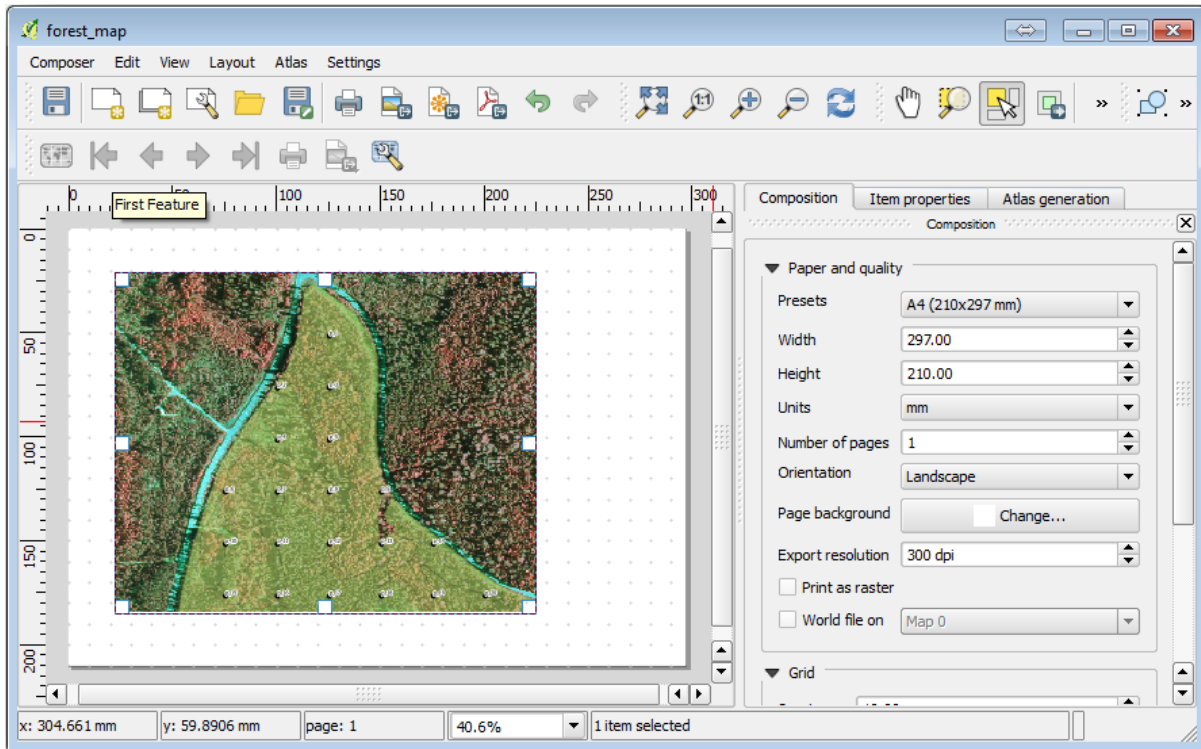 forest_map
Composer Edit View Layout Atlas Settings
1:1
» »
First Feature
0 50 100 150 200 250 300
0
50
100
150
200
Composition Item properties Atlas generation
Composition
Paper and quality
Presets A4 (210x297 mm)
Width 297.00
Height 210.00
Units mm
Number of pages 1
Orientation Landscape
Page background Change...
Export resolution 300 dpi
Print as raster
World file on Map 0
Grid
x: 304.661 mm y: 59.8906 mm page: 1 40.6% 1 item selected